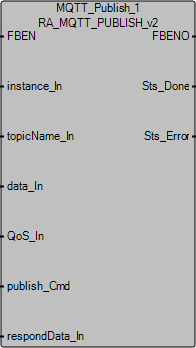 MQTT_Publish_1
RA_MQTT_PUBLISH_v2
FBEN FBENO
instance_In Sts_Done
topicName_In Sts_Error
data_In
QoS_In
publish_Cmd
respondData_In